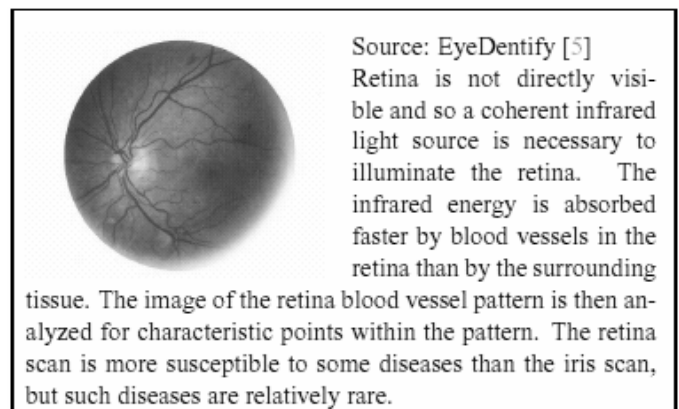 Source: EyeDentify [5]
Retina is not directly visi-
ble and so a coherent infrared
light source is necessary to
illuminate the retina. The
infrared energy is absorbed
faster by blood vessels in the
retina than by the surrounding
tissue. The image of the retina blood vessel pattern is then an-
alyzed for characteristic points within the pattern. The retina
scan is more susceptible to some diseases than the iris scan,
but such diseases are relatively rare.